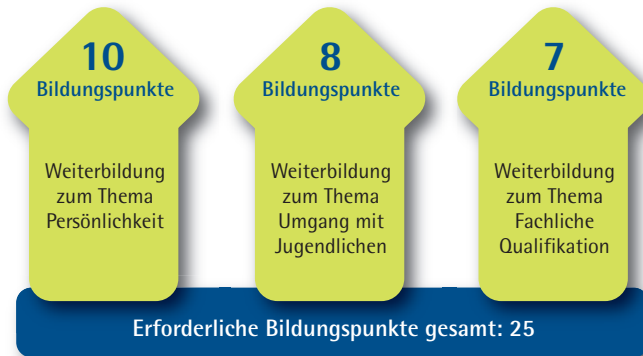 10
Bildungspunkte
Weiterbildung
zum Thema
Persönlichkeit
8
Bildungspunkte
Weiterbildung
zum Thema
Umgang mit
Jugendlichen
7
Bildungspunkte
Weiterbildung
zum Thema
Fachliche
Qualifikation
Erforderliche Bildungspunkte gesamt: 25